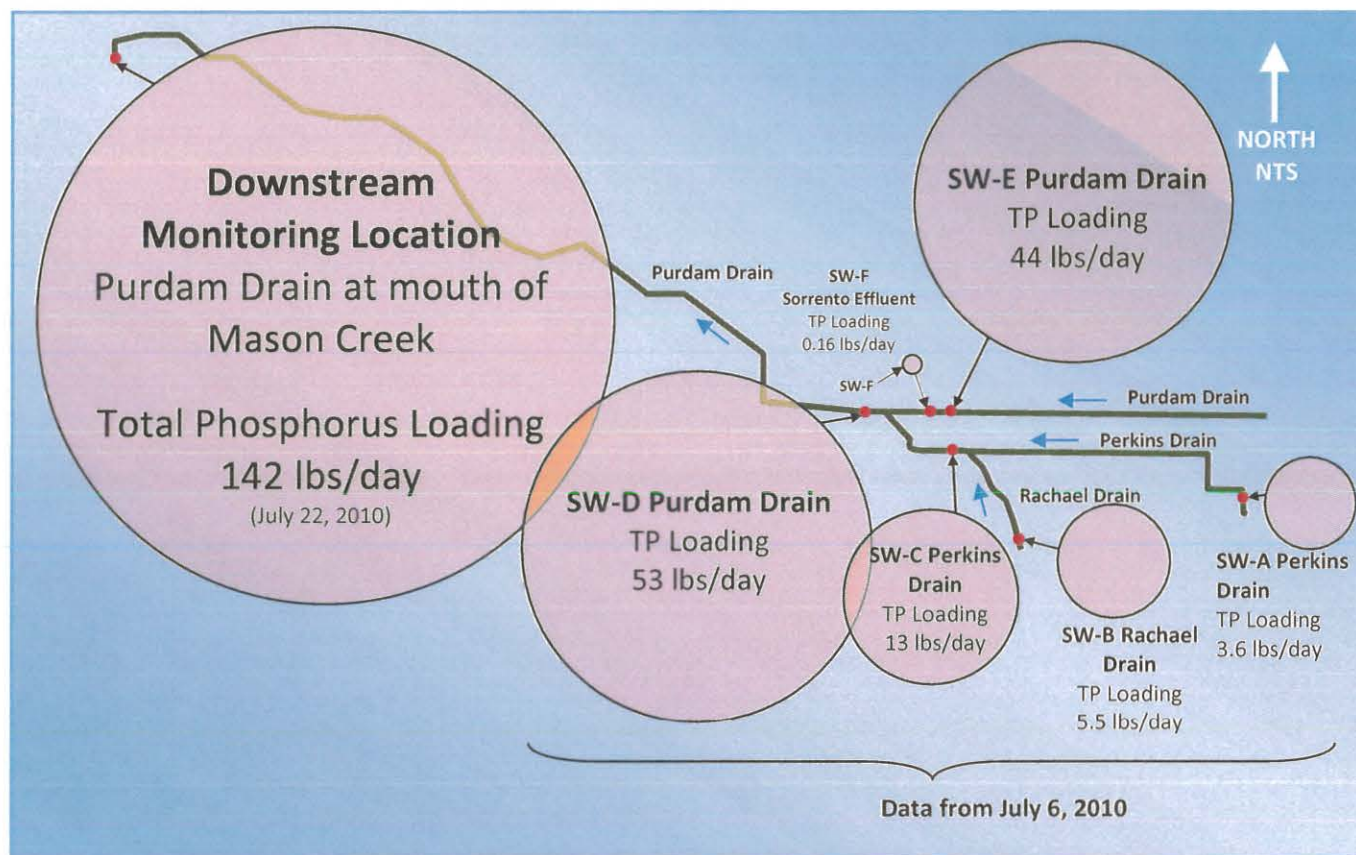 Downstream
Monitoring Location
Purdam Drain at mouth of
Mason Creek
Total Phosphorus Loading
142 lbs/day
(July 22, 2010)
SW-E Purdam Drain
TP Loading
44 lbs/day
NORTH
NTS
Purdam Drain
SW-F
Sorrento Effluent
TP Loading
0.16 lbs/day
SW-F
Purdam Drain
Perkins Drain
Rachael Drain
SW-D Purdam Drain
TP Loading
53 lbs/day
SW-C Perkins
Drain
TP Loading
13 lbs/day
SW-B Rachael
Drain
TP Loading
5.5 lbs/day
SW-A Perkins
Drain
TP Loading
3.6 lbs/day
Data from July 6, 2010